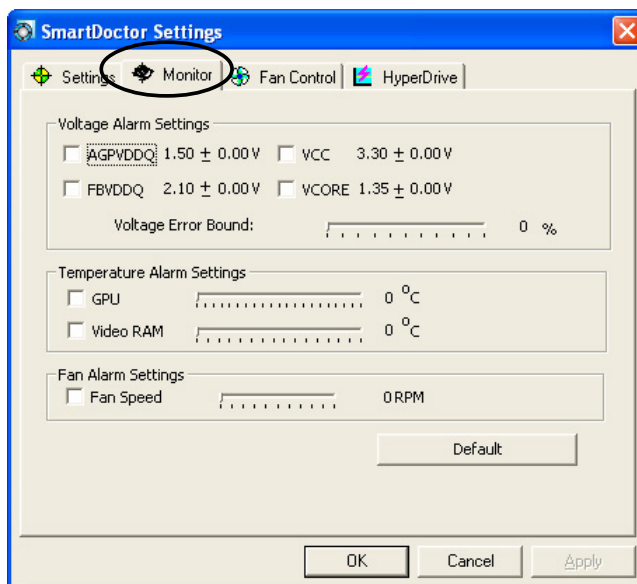 SmartDoctor Settings
Settings Monitor Fan Control HyperDrive
Voltage Alarm Settings
AGPVDDQ 1.50 ± 0.00 V VCC 3.30 ± 0.00 V
FBVDDQ 2.10 ± 0.00 V VCORE 1.35 ± 0.00 V
Voltage Error Bound: 0 %
Temperature Alarm Settings
GPU 0 °C
Video RAM 0 °C
Fan Alarm Settings
Fan Speed 0 RPM
Default
OK Cancel Apply